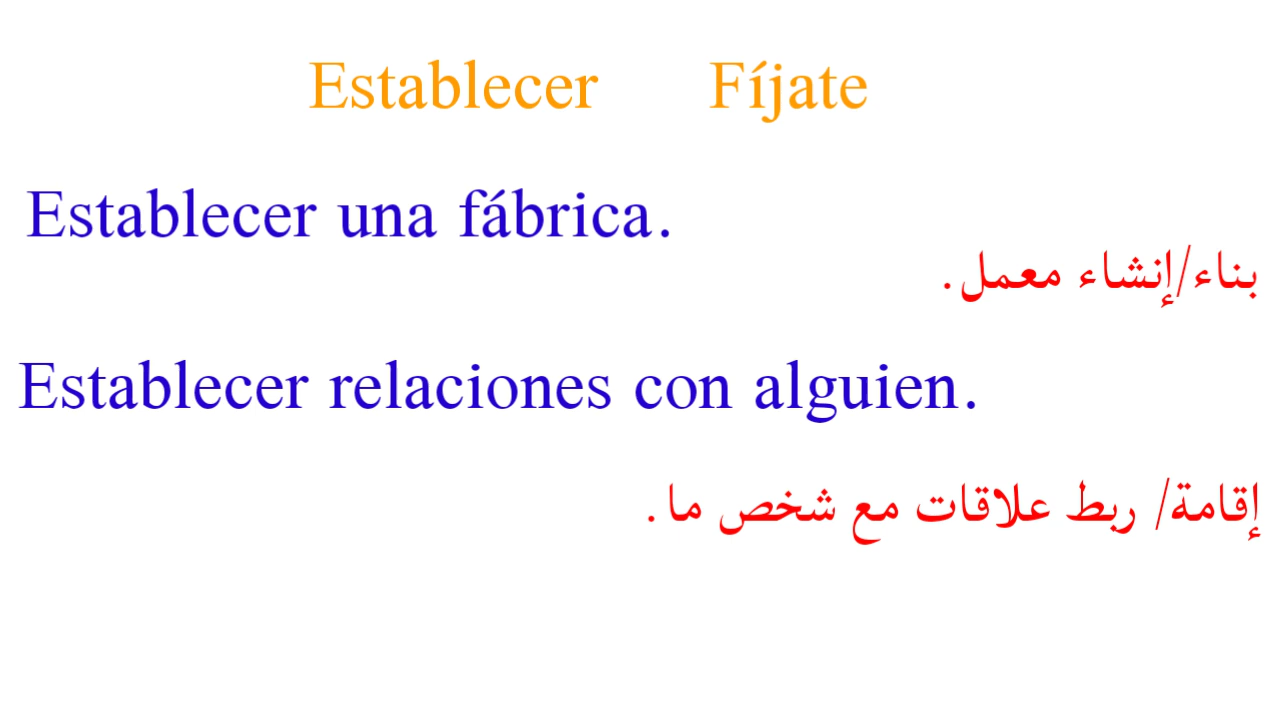 Establecer Fíjate
Establecer una fábrica.
بناء/إنشاء معمل.
Establecer relaciones con alguien.
إقامة/ ربط علاقات مع شخص ما.